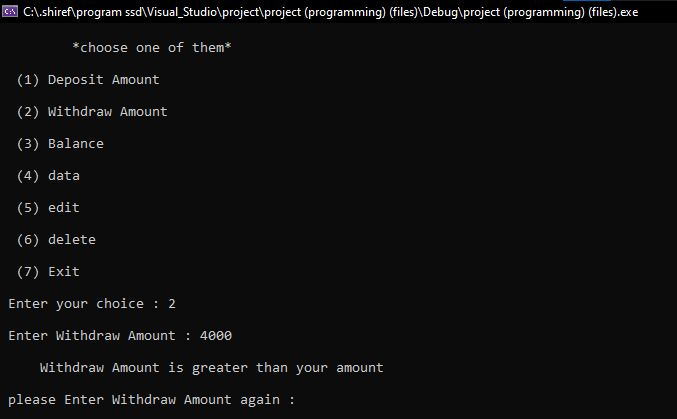 C:\.shiref\program ssd\Visual_Studio\project\project (programming) (files)\Debug\project (programming) (files).exe
*choose one of them*
(1) Deposit Amount
(2) Withdraw Amount
(3) Balance
(4) data
(5) edit
(6) delete
(7) Exit
Enter your choice : 2
Enter Withdraw Amount : 4000
Withdraw Amount is greater than your amount
please Enter Withdraw Amount again :